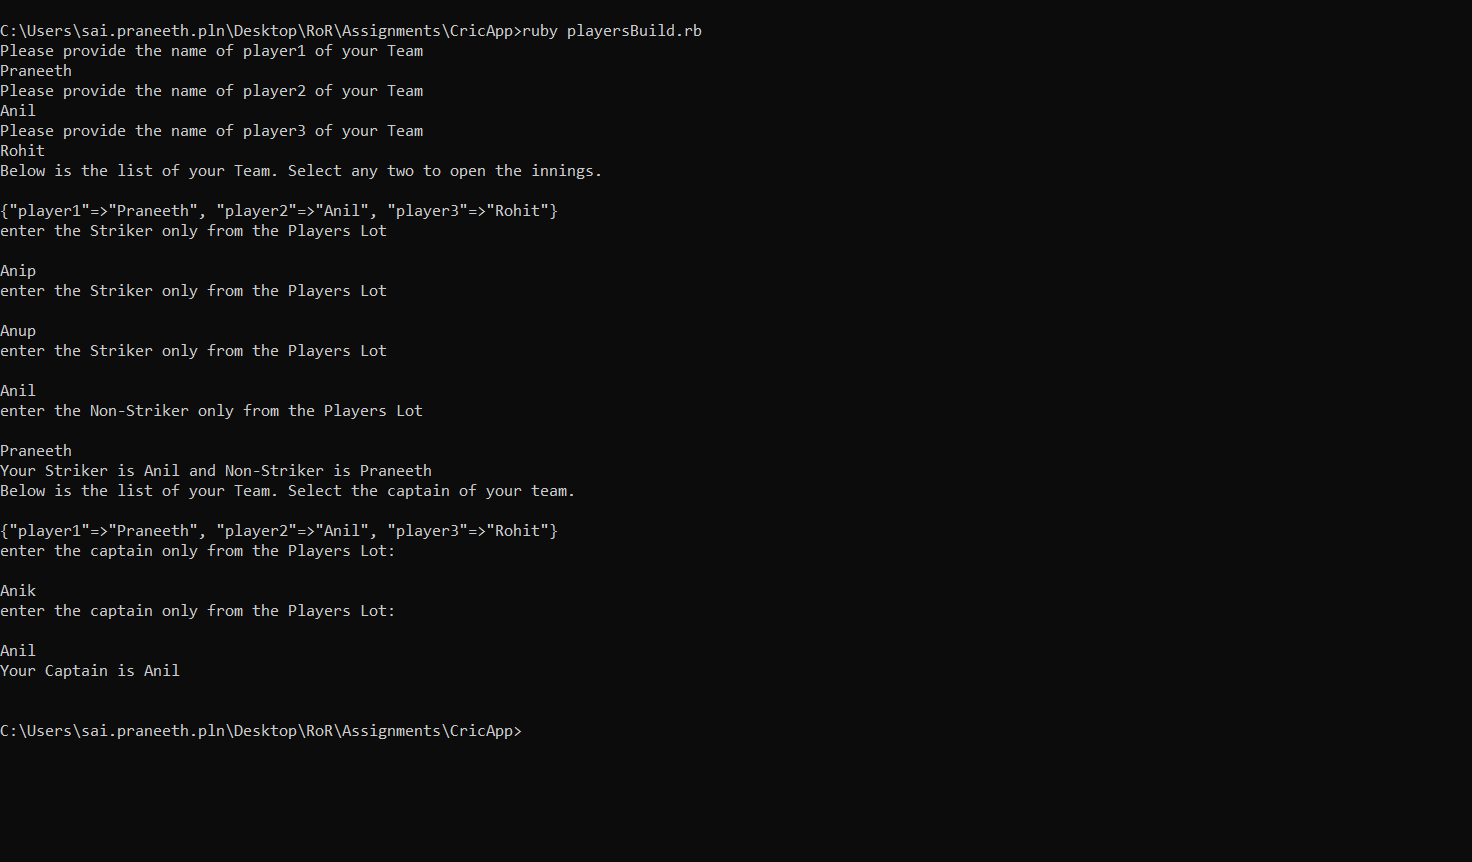 C:\Users\sai.praneeth.pln\Desktop\RoR\Assignments\CricApp>ruby playersBuild.rb
Please provide the name of player1 of your Team
Praneeth
Please provide the name of player2 of your Team
Anil
Please provide the name of player3 of your Team
Rohit
Below is the list of your Team. Select any two to open the innings.
{"player1"=>"Praneeth", "player2"=>"Anil", "player3"=>"Rohit"}
enter the Striker only from the Players Lot
Anip
enter the Striker only from the Players Lot
Anup
enter the Striker only from the Players Lot
Anil
enter the Non-Striker only from the Players Lot
Praneeth
Your Striker is Anil and Non-Striker is Praneeth
Below is the list of your Team. Select the captain of your team.
{"player1"=>"Praneeth", "player2"=>"Anil", "player3"=>"Rohit"}
enter the captain only from the Players Lot:
Anik
enter the captain only from the Players Lot:
Anil
Your Captain is Anil
C:\Users\sai.praneeth.pln\Desktop\RoR\Assignments\CricApp>